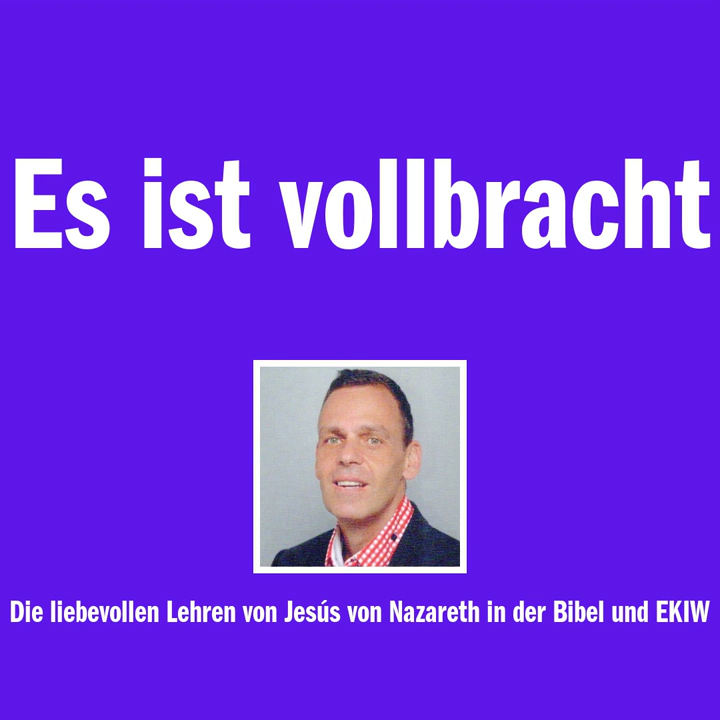 Es ist vollbracht
Die liebevollen Lehren von Jesús von Nazareth in der Bibel und EKIW